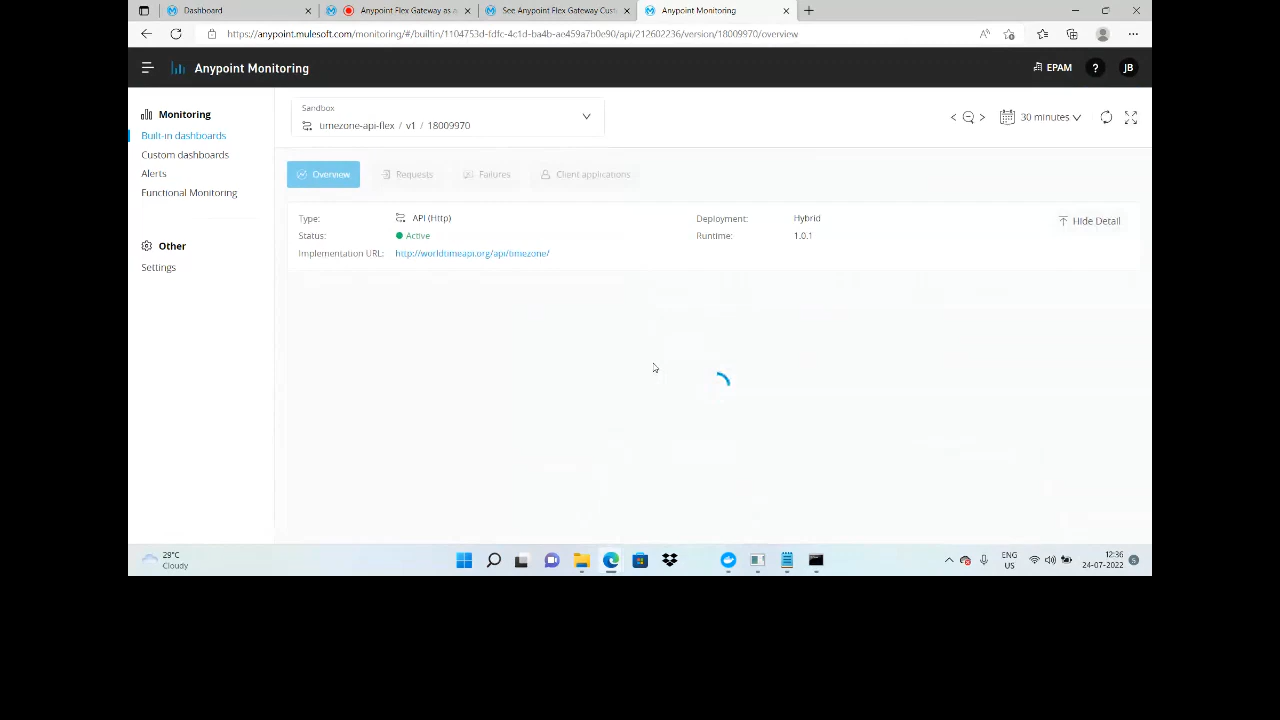 Dashboard
Anypoint Flex Gateway as a
See Anypoint Flex Gateway Cust
Anypoint Monitoring
https://anypoint.mulesoft.com/monitoring/#/builtin/1104753d-fdfc-4c1d-ba4b-ae459a7b0e90/api/212602236/version/18009970/overview
Anypoint Monitoring
EPAM
?
JB
Monitoring
Built-in dashboards
Custom dashboards
Alerts
Functional Monitoring
Other
Settings
Sandbox
timezone-api-flex / v1 / 18009970
30 minutes
Overview
Requests
Failures
Client applications
Type: API (Http)
Status: Active
Implementation URL: http://worldtimeapi.org/api/timezone/
Deployment: Hybrid
Runtime: 1.0.1
Hide Detail
29°C
Cloudy
ENG
US
12:36
24-07-2022